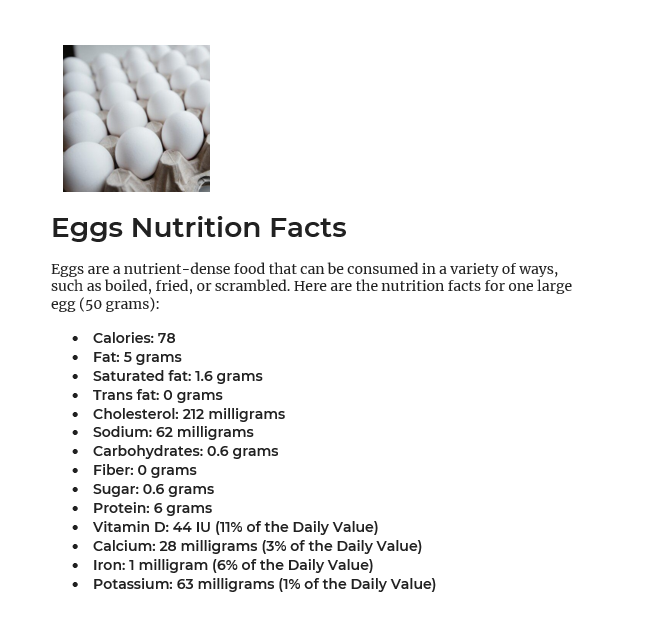 Eggs Nutrition Facts
Eggs are a nutrient-dense food that can be consumed in a variety of ways,
such as boiled, fried, or scrambled. Here are the nutrition facts for one large
egg (50 grams):
• Calories: 78
• Fat: 5 grams
• Saturated fat: 1.6 grams
• Trans fat: 0 grams
• Cholesterol: 212 milligrams
• Sodium: 62 milligrams
• Carbohydrates: 0.6 grams
• Fiber: 0 grams
• Sugar: 0.6 grams
• Protein: 6 grams
• Vitamin D: 44 IU (11% of the Daily Value)
• Calcium: 28 milligrams (3% of the Daily Value)
• Iron: 1 milligram (6% of the Daily Value)
• Potassium: 63 milligrams (1% of the Daily Value)